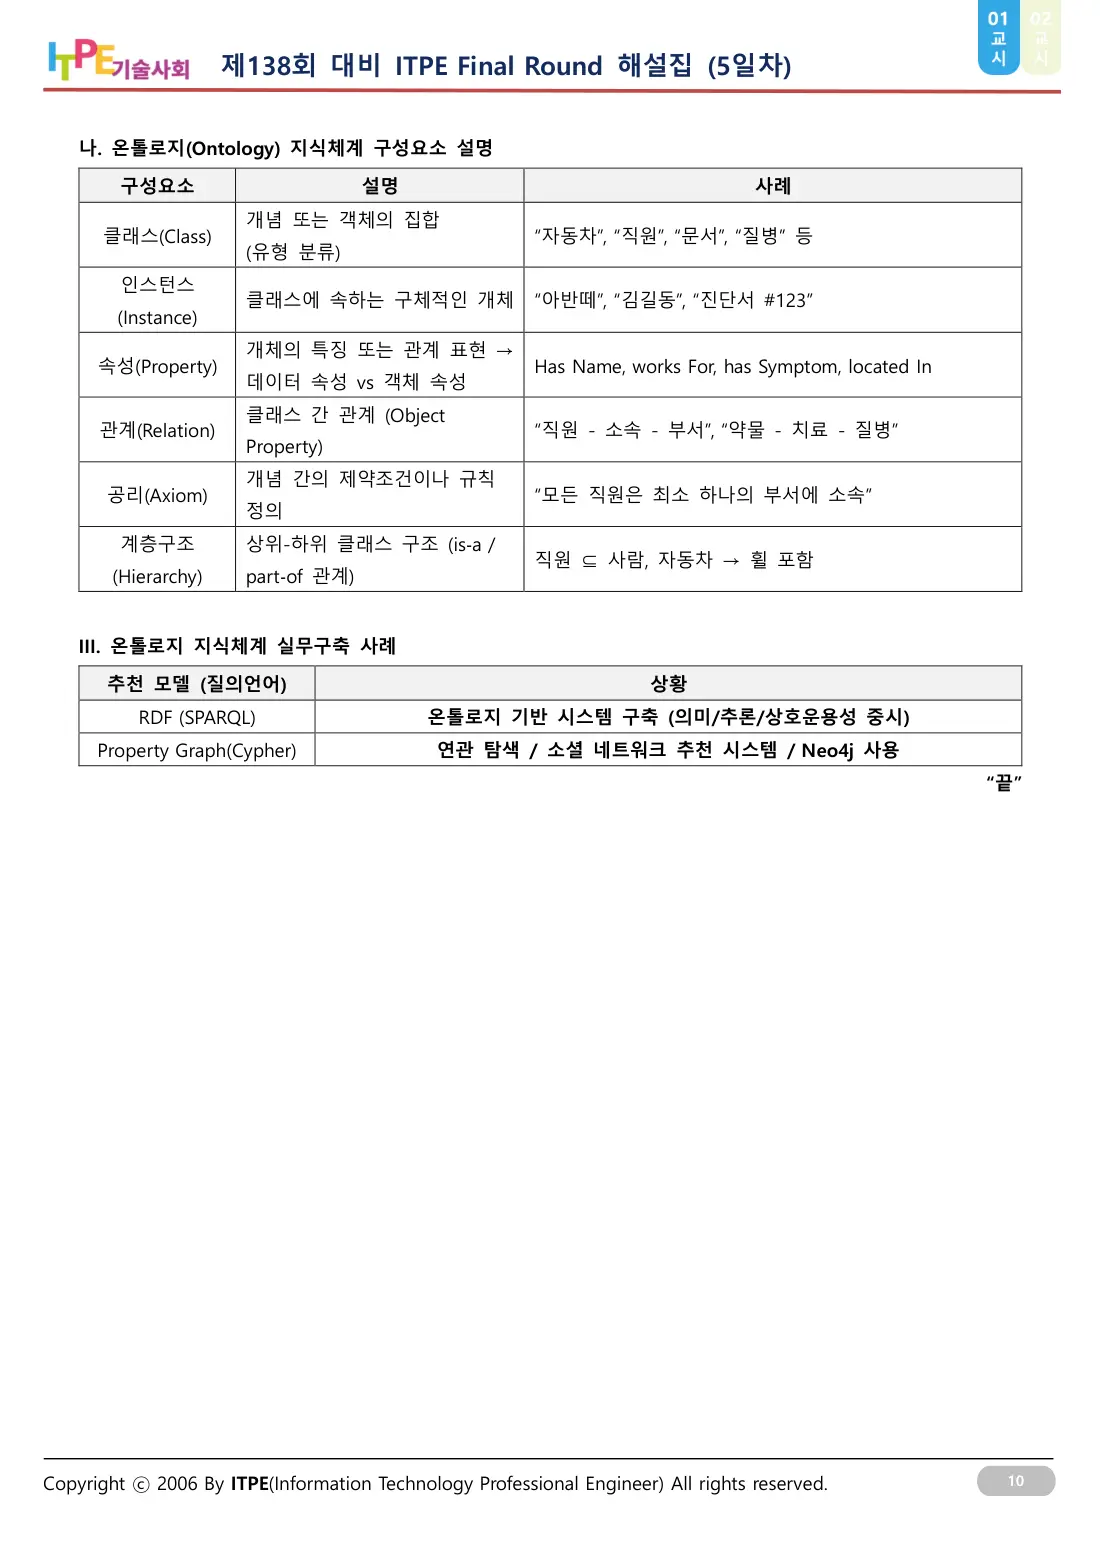 ITPE기술사회 제138회 대비 ITPE Final Round 해설집 (5일차)
01 교 시
02 교 시
나. 온톨로지(Ontology) 지식체계 구성요소 설명
구성요소 설명 사례
클래스(Class) 개념 또는 객체의 집합 (유형 분류) “자동차”, “직원”, “문서”, “질병” 등
인스턴스 (Instance) 클래스에 속하는 구체적인 개체 “아반떼”, “김길동“, “진단서 #123”
속성(Property) 개체의 특징 또는 관계 표현 → 데이터 속성 vs 객체 속성 Has Name, works For, has Symptom, located In
관계(Relation) 클래스 간 관계 (Object Property) “직원 - 소속 - 부서”, “약물 - 치료 - 질병”
공리(Axiom) 개념 간의 제약조건이나 규칙 정의 “모든 직원은 최소 하나의 부서에 소속”
계층구조 (Hierarchy) 상위-하위 클래스 구조 (is-a / part-of 관계) 직원 ⊆ 사람, 자동차 → 휠 포함
III. 온톨로지 지식체계 실무구축 사례
추천 모델 (질의언어) 상황
RDF (SPARQL) 온톨로지 기반 시스템 구축 (의미/추론/상호운용성 중시)
Property Graph(Cypher) 연관 탐색 / 소셜 네트워크 추천 시스템 / Neo4j 사용
“끝”
Copyright ⓒ 2006 By ITPE(Information Technology Professional Engineer) All rights reserved.
10